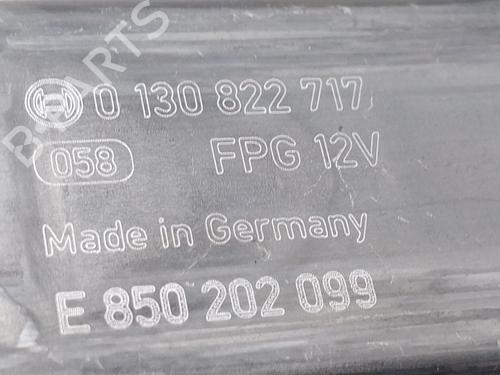 0 130 822 717
058 FPG 12V
Made in Germany
E 850 202 099